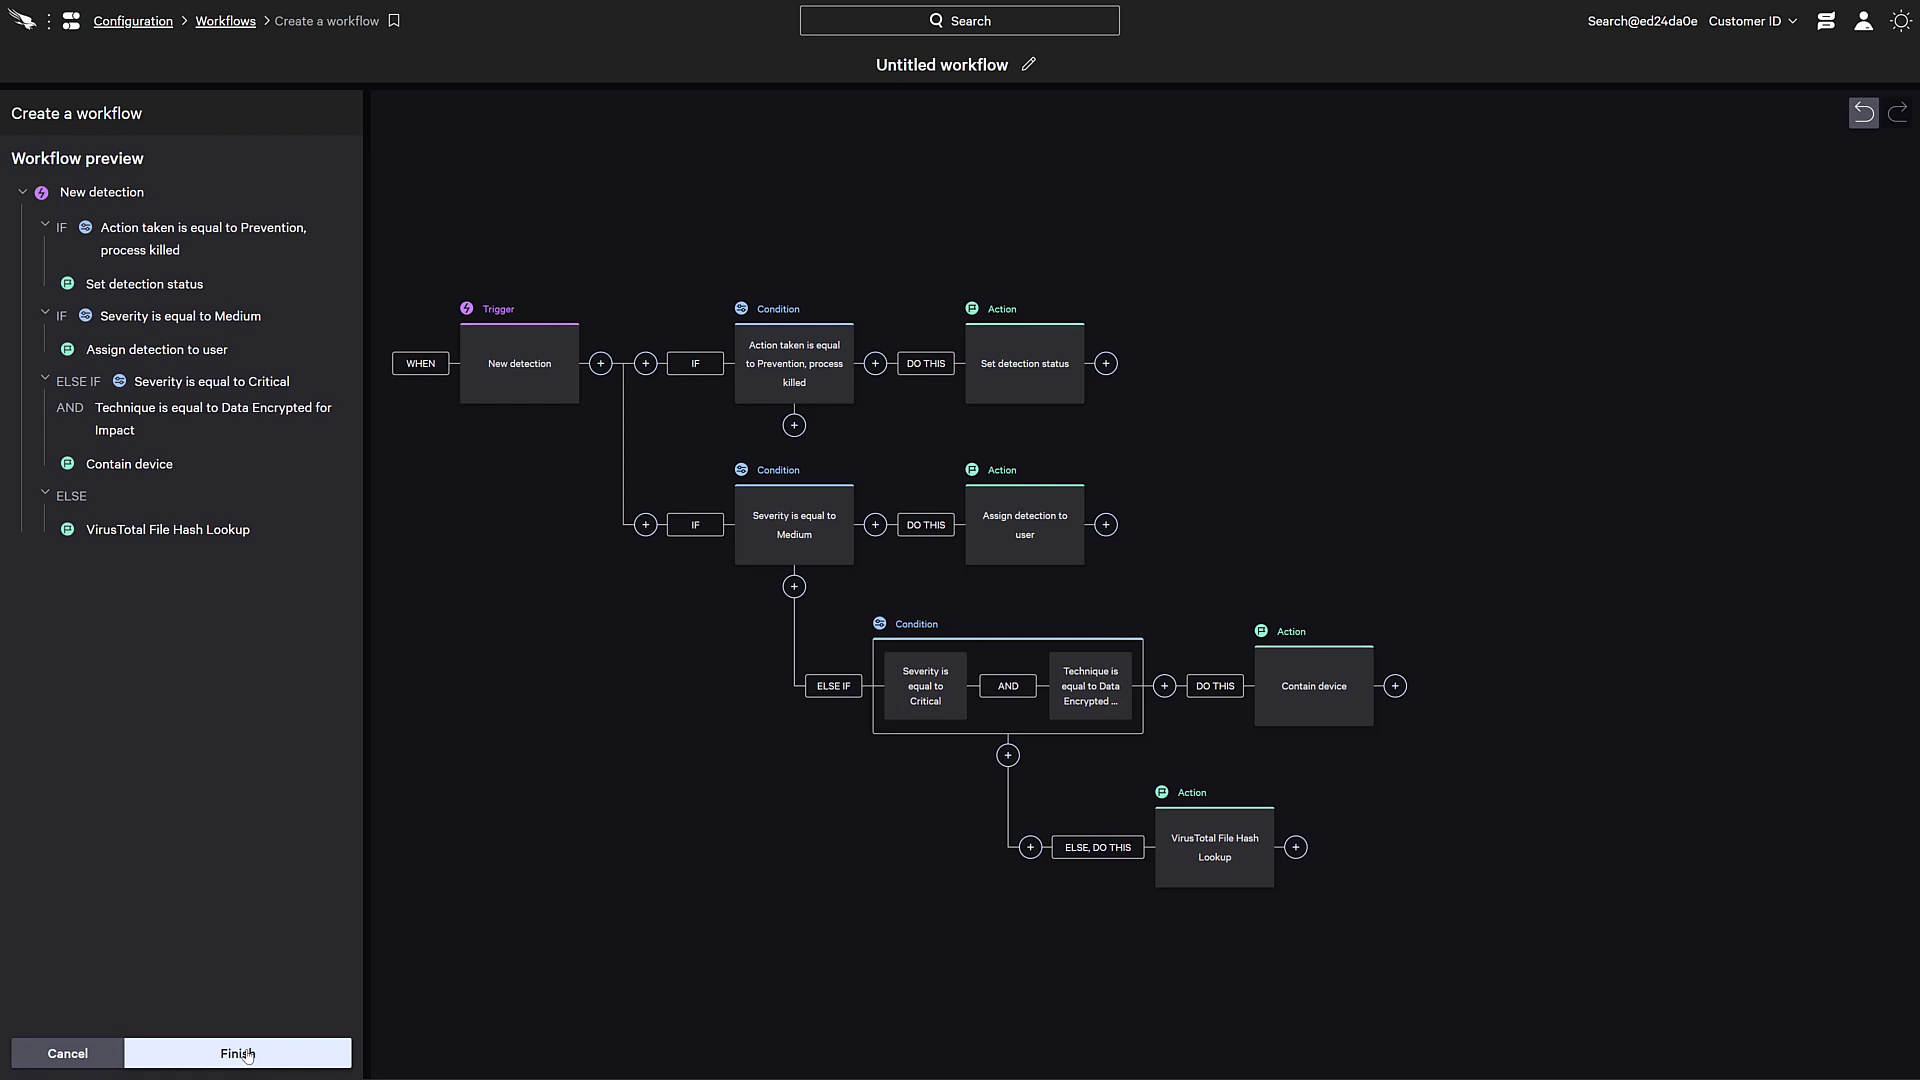 Configuration > Workflows > Create a workflow
Search
Search@ed24da0e Customer ID
Untitled workflow
Create a workflow
Workflow preview
New detection
IF Action taken is equal to Prevention,
process killed
Set detection status
IF Severity is equal to Medium
Assign detection to user
ELSE IF Severity is equal to Critical
AND Technique is equal to Data Encrypted for
Impact
Contain device
ELSE
VirusTotal File Hash Lookup
Cancel
Finish
Trigger
WHEN
New detection
Condition
IF
Action taken is equal
to Prevention, process
killed
Action
DO THIS
Set detection status
Condition
IF
Severity is equal to
Medium
Action
DO THIS
Assign detection to
user
Condition
ELSE IF
Severity is
equal to
Critical
AND
Technique is
equal to Data
Encrypted ...
Action
DO THIS
Contain device
Action
ELSE, DO THIS
VirusTotal File Hash
Lookup